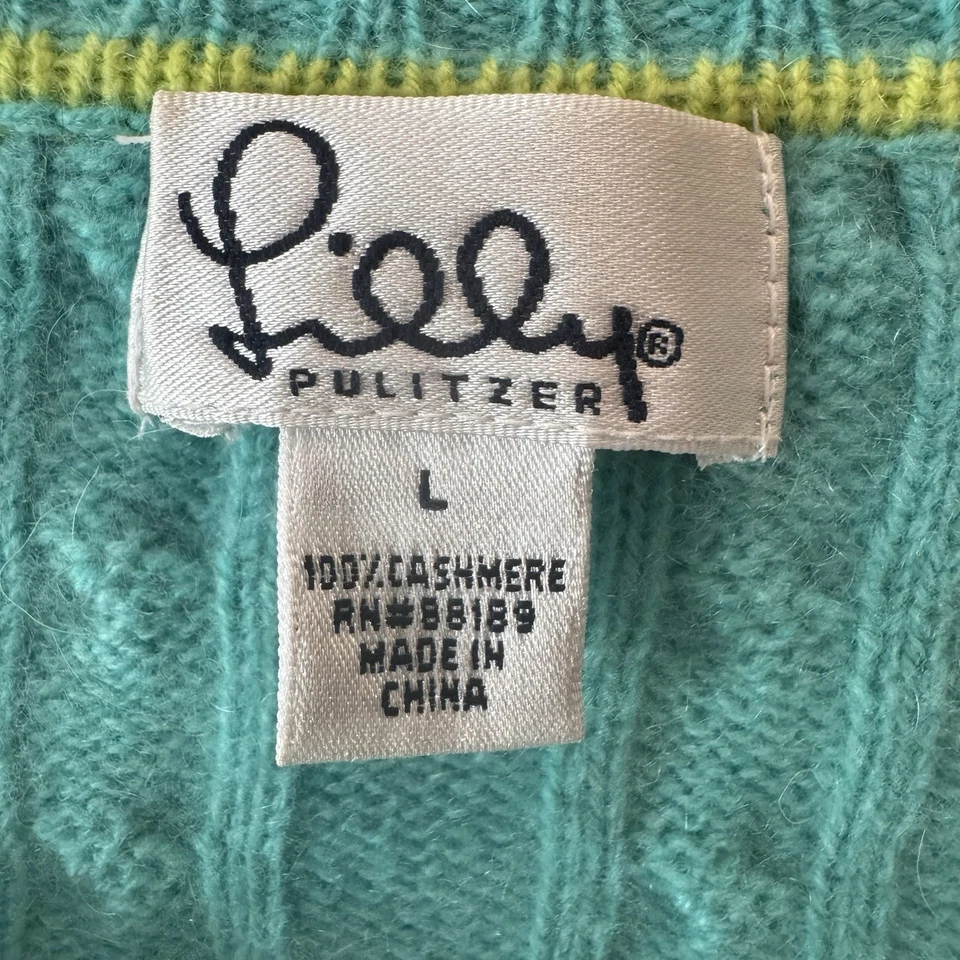 Lilly®
PULITZER
L
100% CASHMERE
RN#88189
MADE IN
CHINA